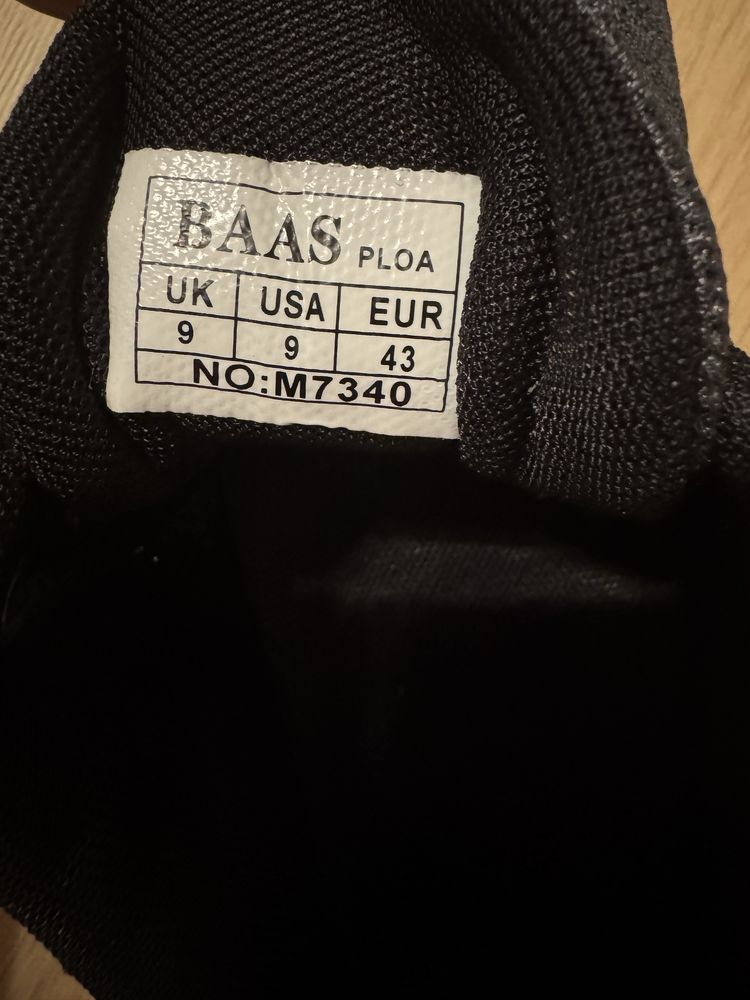 BAAS PLOA
UK USA EUR
9 9 43
NO:M7340